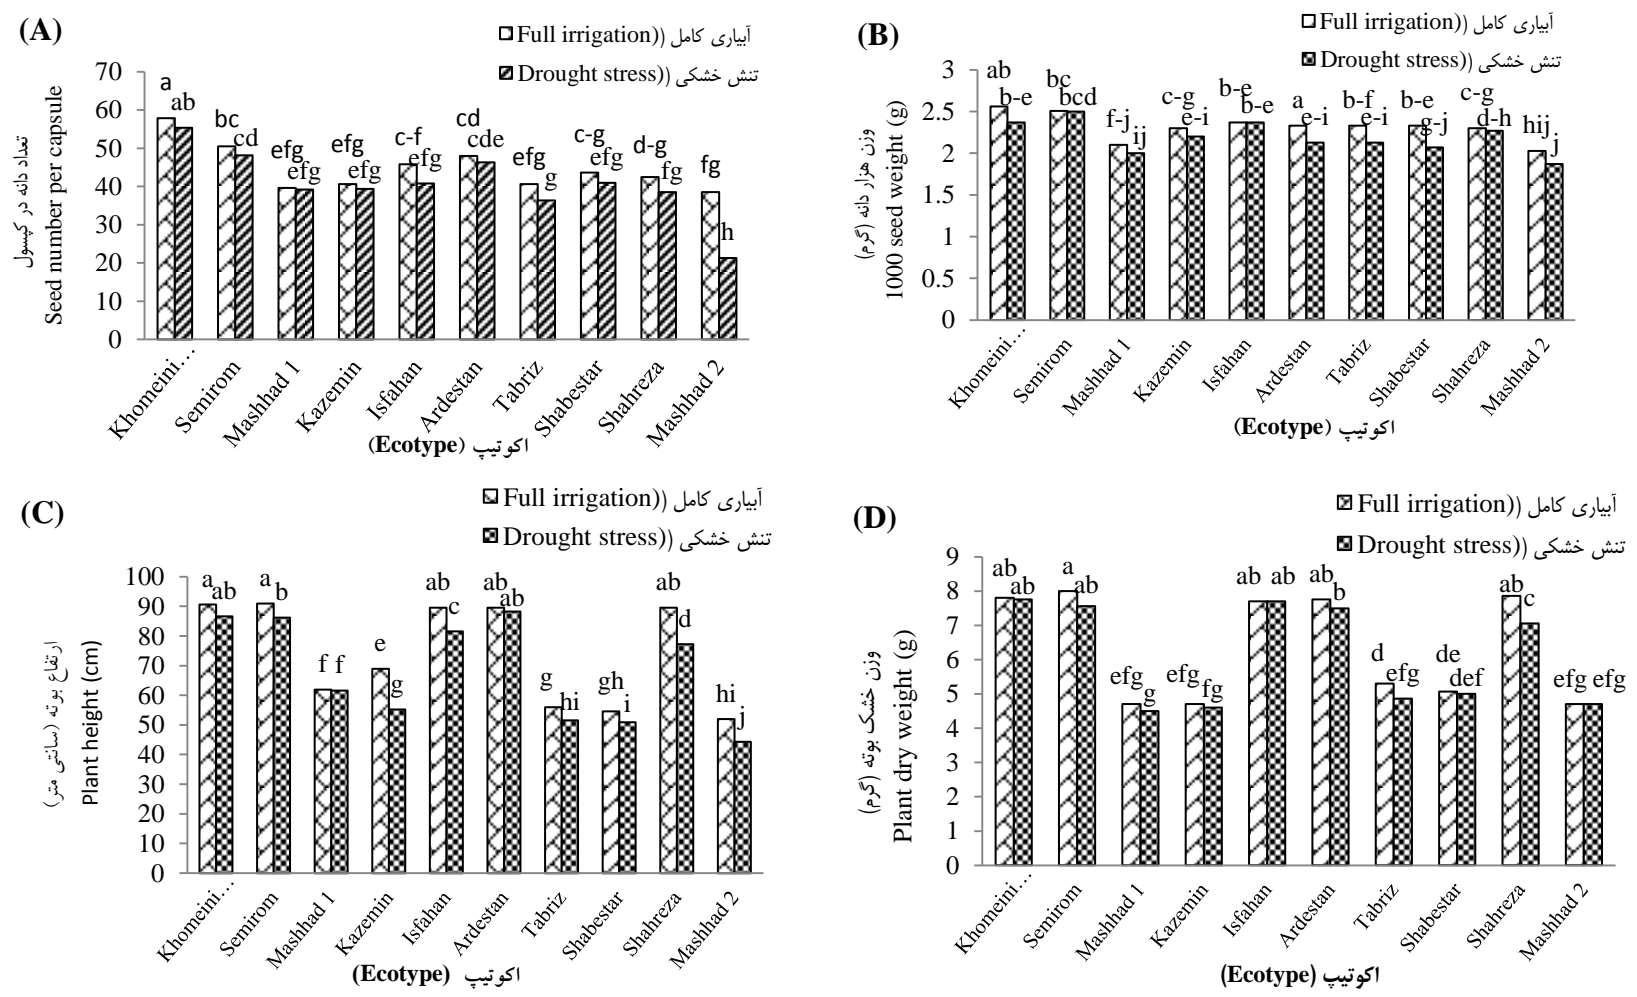 (A)
Full irrigation)) آبیاری کامل
Drought stress)) تنش خشکی
تعداد دانه در کپسول
Seed number per capsule
70
60
50
40
30
20
10
0
a ab bc cd efg efg efg efg c-f efg cd cde efg g c-g efg d-g fg fg h
Khomeini… Semirom Mashhad 1 Kazemin Isfahan Ardestan Tabriz Shabestar Shahreza Mashhad 2
اکوتیپ (Ecotype)
(B)
Full irrigation)) آبیاری کامل
Drought stress)) تنش خشکی
وزن هزار دانه (گرم)
1000 seed weight (g)
3
2.5
2
1.5
1
0.5
0
ab b-e bc bcd f-j ij c-g e-i b-e b-e a e-i b-f e-i b-e g-j c-g d-h hij j
Khomeini… Semirom Mashhad 1 Kazemin Isfahan Ardestan Tabriz Shabestar Shahreza Mashhad 2
اکوتیپ (Ecotype)
(C)
Full irrigation)) آبیاری کامل
Drought stress)) تنش خشکی
ارتفاع بوته (سانتی متر)
Plant height (cm)
100
90
80
70
60
50
40
30
20
10
0
a ab a b f f e g ab c ab ab g hi gh i ab d hi j
Khomeini… Semirom Mashhad 1 Kazemin Isfahan Ardestan Tabriz Shabestar Shahreza Mashhad 2
اکوتیپ (Ecotype)
(D)
Full irrigation)) آبیاری کامل
Drought stress)) تنش خشکی
وزن خشک بوته (گرم)
Plant dry weight (g)
9
8
7
6
5
4
3
2
1
0
ab ab a ab efg g efg fg ab ab ab b d efg de def ab c efg efg
Khomeini… Semirom Mashhad 1 Kazemin Isfahan Ardestan Tabriz Shabestar Shahreza Mashhad 2
اکوتیپ (Ecotype)